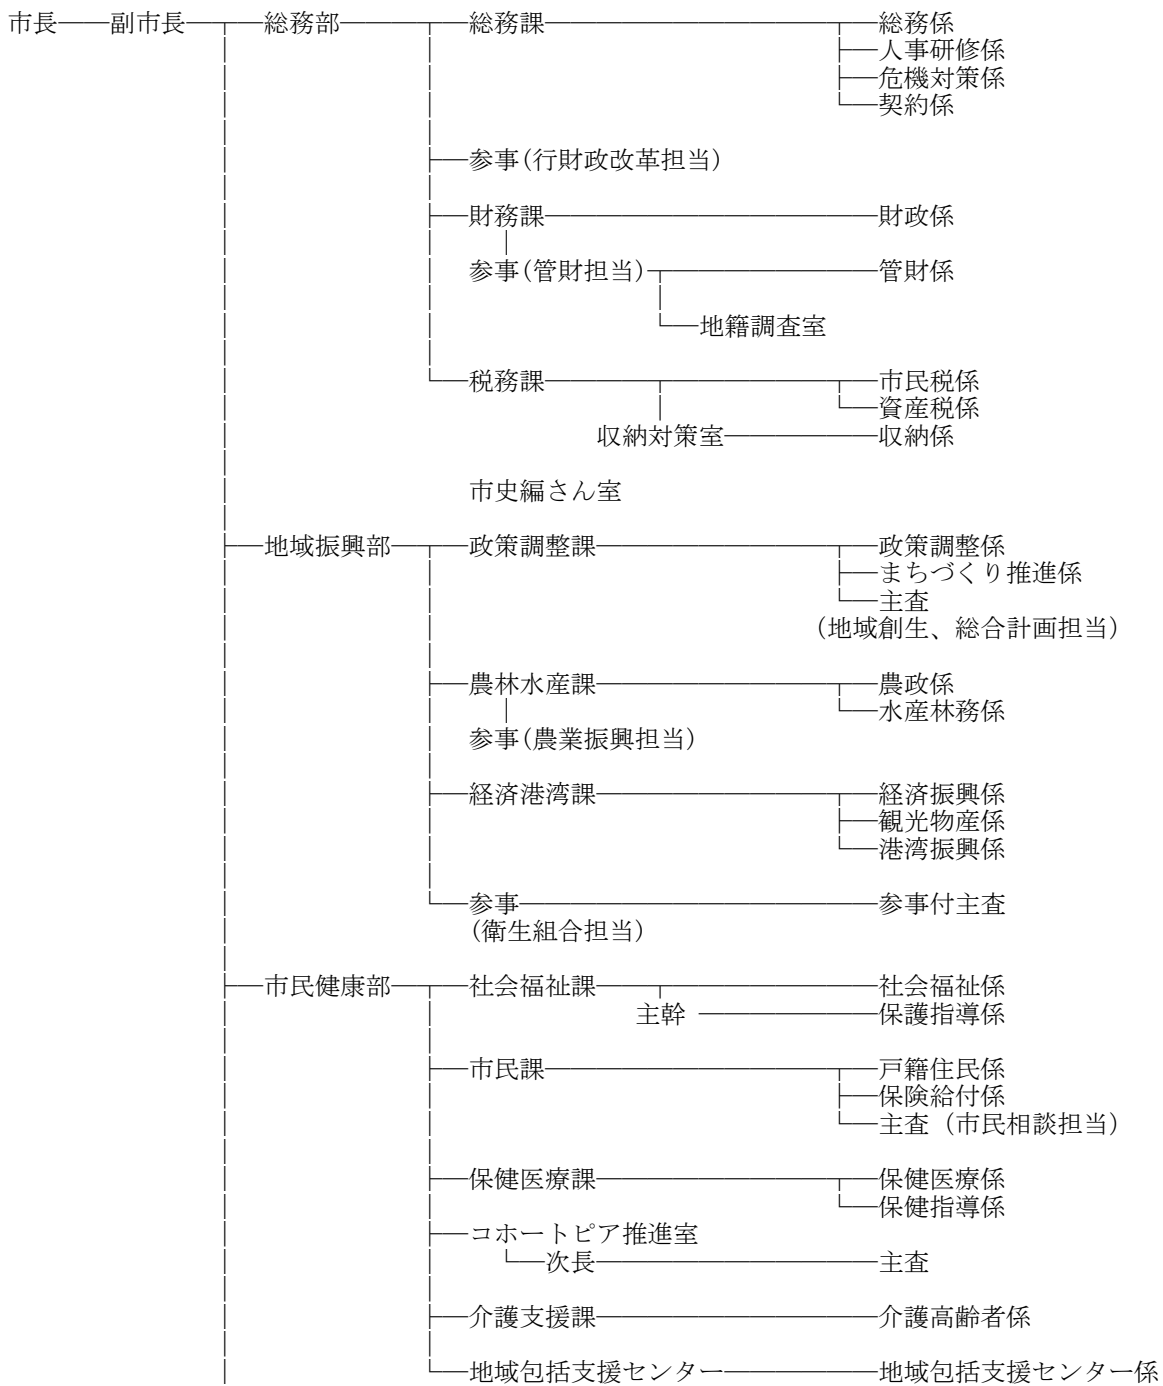 市長 副市長 総務部 総務課 総務係
人事研修係
危機対策係
契約係
参事(行財政改革担当)
財務課 財政係
参事(管財担当) 管財係
地籍調査室
税務課 市民税係
資産税係
収納対策室 収納係
市史編さん室
地域振興部 政策調整課 政策調整係
まちづくり推進係
主査
(地域創生、総合計画担当)
農林水産課 農政係
水産林務係
参事(農業振興担当)
経済港湾課 経済振興係
観光物産係
港湾振興係
参事 参事付主査
(衛生組合担当)
市民健康部 社会福祉課 社会福祉係
主幹 保護指導係
市民課 戸籍住民係
保険給付係
主査(市民相談担当)
保健医療課 保健医療係
保健指導係
コホートピア推進室
次長 主査
介護支援課 介護高齢者係
地域包括支援センター 地域包括支援センター係